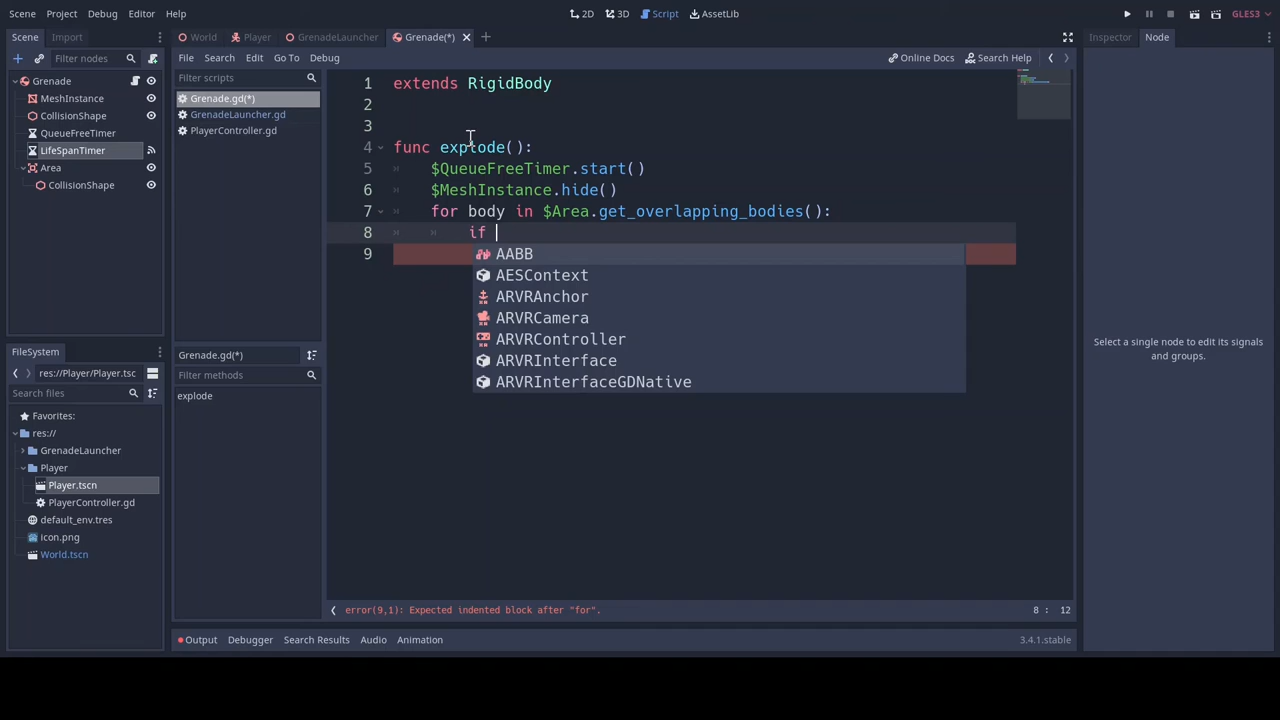 Scene Project Debug Editor Help 2D 3D Script AssetLib GLES3
Scene Import World Player GrenadeLauncher Grenade(*) Inspector Node
Filter nodes File Search Edit Go To Debug Online Docs Search Help
Grenade
MeshInstance
CollisionShape
QueueFreeTimer
LifeSpanTimer
Area
CollisionShape
Filter scripts
Grenade.gd(*)
GrenadeLauncher.gd
PlayerController.gd
Grenade.gd(*)
Filter methods
explode
1 extends RigidBody
2
3
4 func explode():
5 $QueueFreeTimer.start()
6 $MeshInstance.hide()
7 for body in $Area.get_overlapping_bodies():
8 if
9
AABB
AESContext
ARVRAnchor
ARVRCamera
ARVRController
ARVRInterface
ARVRInterfaceGDNative
Select a single node to edit its signals
and groups.
FileSystem
res://Player/Player.tsc
Search files
Favorites:
res://
GrenadeLauncher
Player
Player.tscn
PlayerController.gd
default_env.tres
icon.png
World.tscn
error(9,1): Expected indented block after "for". 8 : 12
Output Debugger Search Results Audio Animation 3.4.1.stable